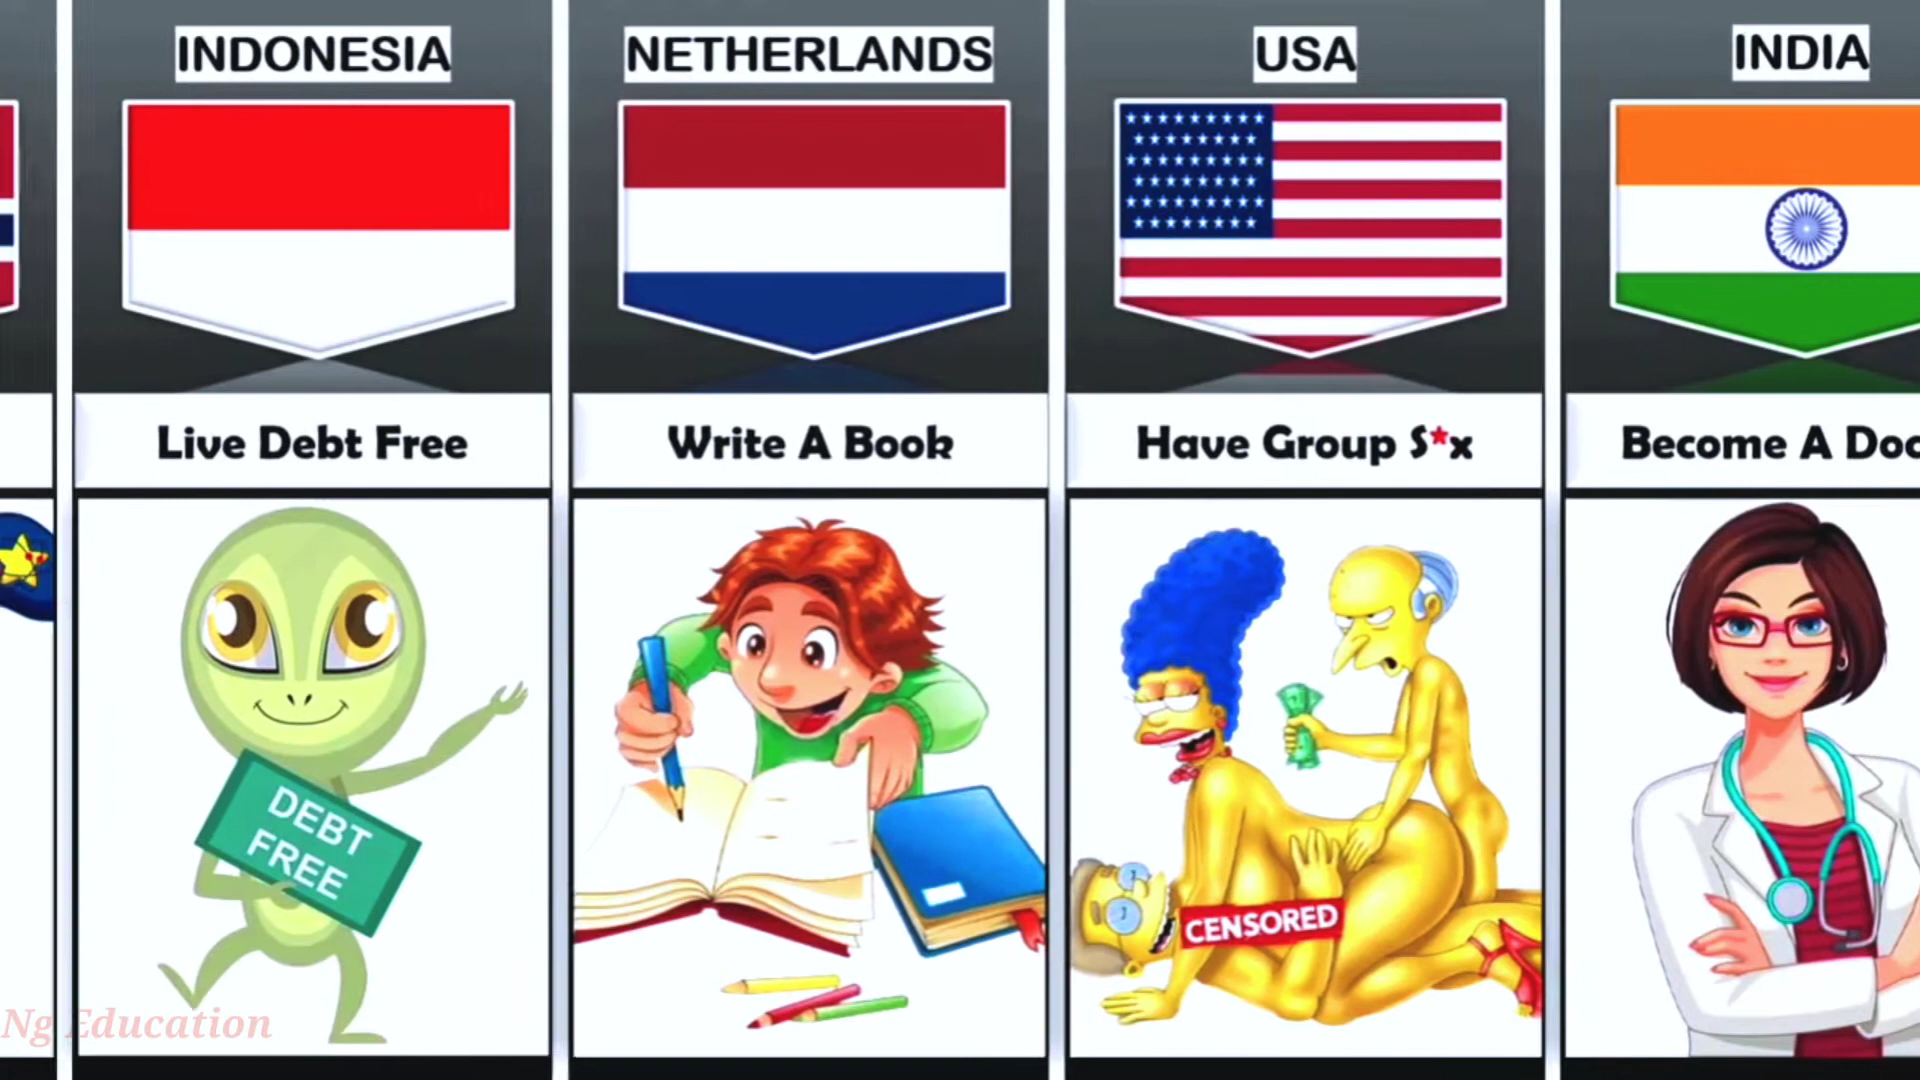 INDONESIA
NETHERLANDS
USA
INDIA
Live Debt Free
Write A Book
Have Group S*x
Become A Doc
DEBT
FREE
CENSORED
Ng Education